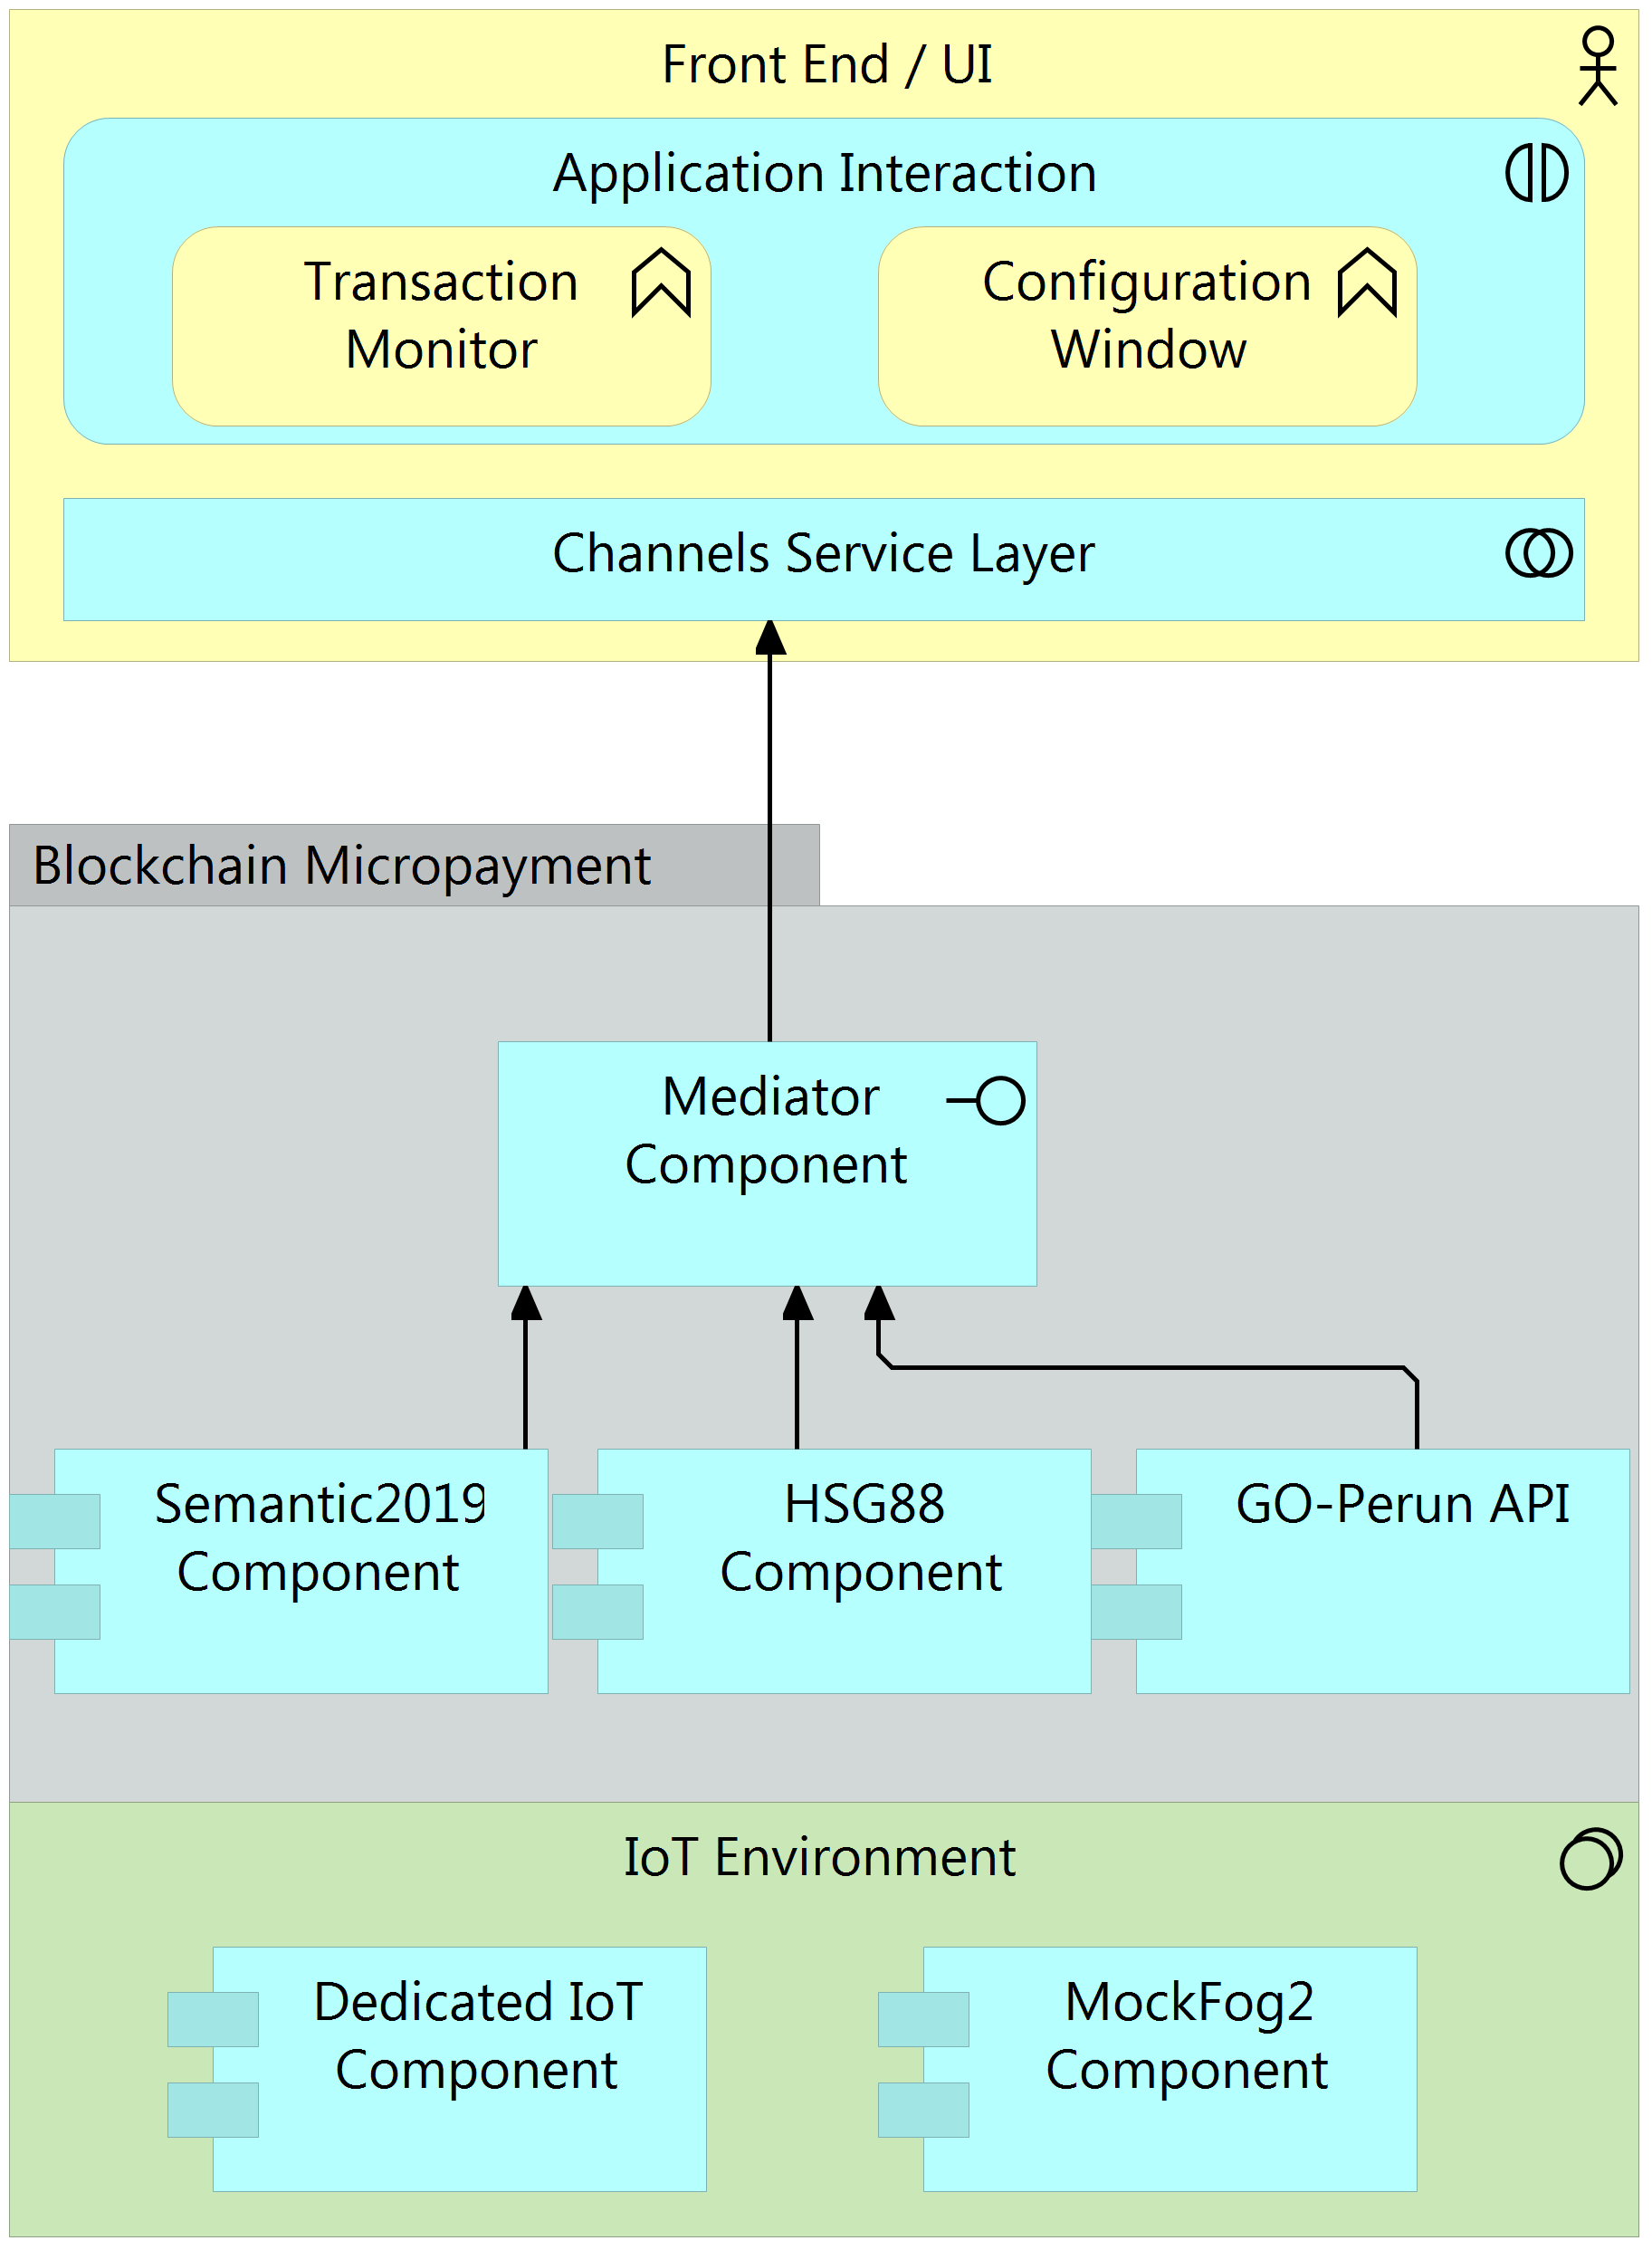 Front End / UI
Application Interaction
Transaction
Monitor
Configuration
Window
Channels Service Layer
Blockchain Micropayment
Mediator
Component
Semantic2019
Component
HSG88
Component
GO-Perun API
IoT Environment
Dedicated IoT
Component
MockFog2
Component